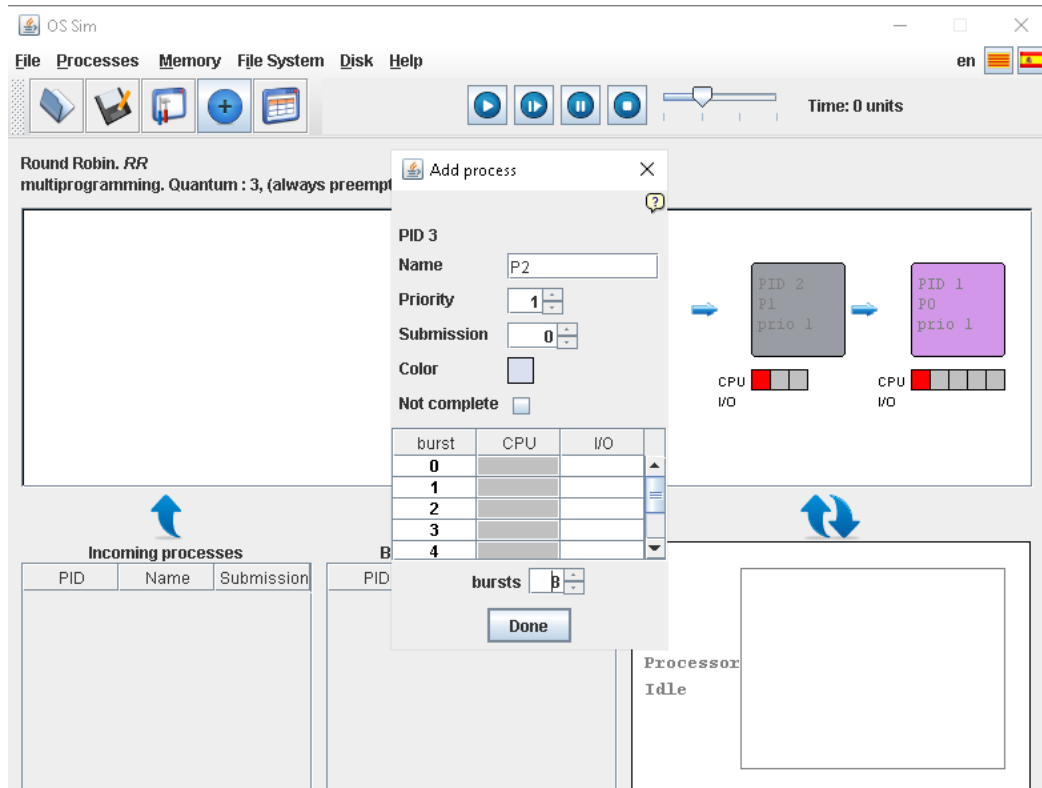 OS Sim
File Processes Memory File System Disk Help
en
Time: 0 units
Round Robin. RR
multiprogramming. Quantum : 3, (always preempt
Add process
?
PID 3
Name P2
Priority 1
Submission 0
Color
Not complete
burst CPU I/O
0
1
2
3
4
bursts 8
Done
PID 2
P1
prio 1
CPU
I/O
PID 1
P0
prio 1
CPU
I/O
Incoming processes
PID Name Submission
B
PID
Processor
Idle